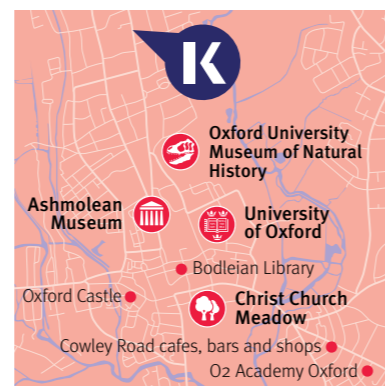 K
Oxford University
Museum of Natural
History
Ashmolean
Museum
University
of Oxford
Bodleian Library
Oxford Castle
Christ Church
Meadow
Cowley Road cafes, bars and shops
O2 Academy Oxford